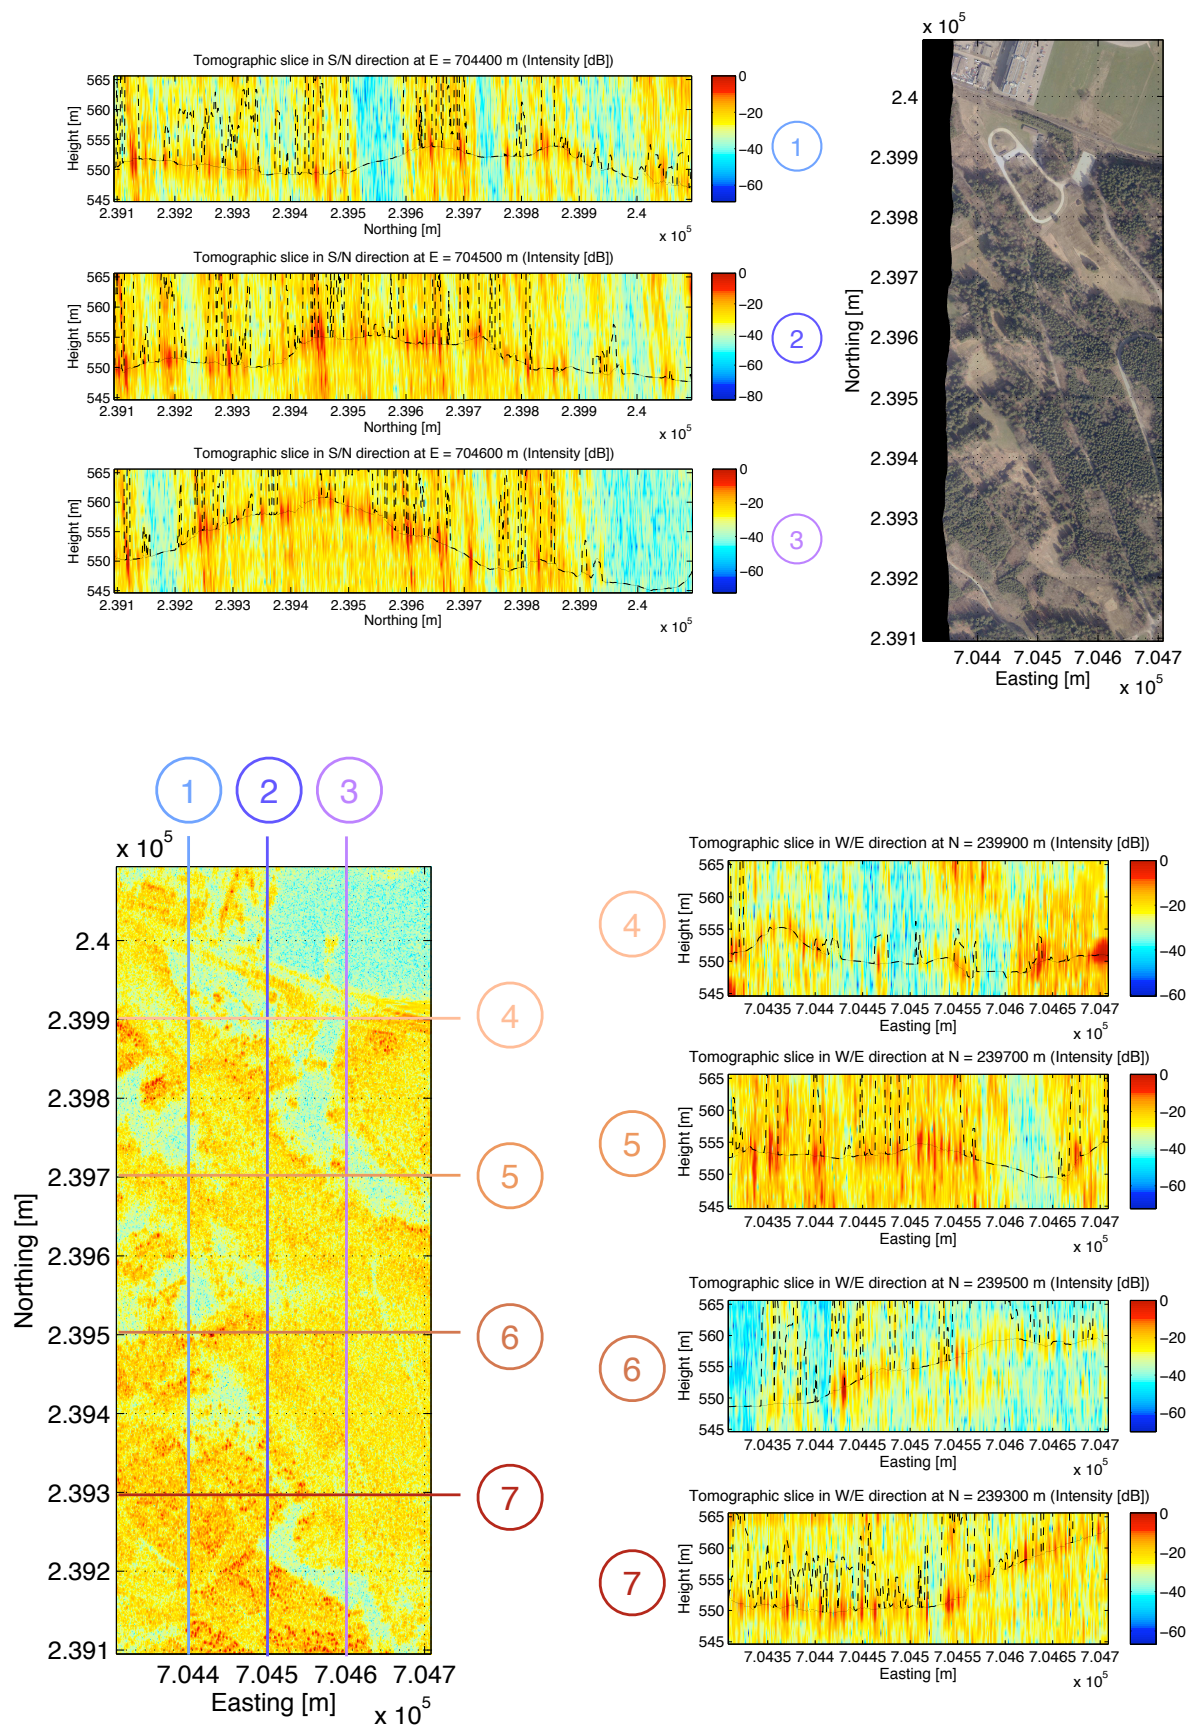 Tomographic slice in S/N direction at E = 704400 m (Intensity [dB])
565
560
555
550
545
Height [m]
2.391 2.392 2.393 2.394 2.395 2.396 2.397 2.398 2.399 2.4
Northing [m]
x 10^5
0
−20
−40
−60
1
Tomographic slice in S/N direction at E = 704500 m (Intensity [dB])
565
560
555
550
545
Height [m]
2.391 2.392 2.393 2.394 2.395 2.396 2.397 2.398 2.399 2.4
Northing [m]
x 10^5
0
−20
−40
−60
−80
2
Tomographic slice in S/N direction at E = 704600 m (Intensity [dB])
565
560
555
550
545
Height [m]
2.391 2.392 2.393 2.394 2.395 2.396 2.397 2.398 2.399 2.4
Northing [m]
x 10^5
0
−20
−40
−60
3
x 10^5
2.4
2.399
2.398
2.397
2.396
2.395
2.394
2.393
2.392
2.391
Northing [m]
7.044 7.045 7.046 7.047
Easting [m]
x 10^5
1 2 3
x 10^5
2.4
2.399
2.398
2.397
2.396
2.395
2.394
2.393
2.392
2.391
Northing [m]
4
5
6
7
7.044 7.045 7.046 7.047
Easting [m]
x 10^5
Tomographic slice in W/E direction at N = 239900 m (Intensity [dB])
4
565
560
555
550
545
Height [m]
7.0435 7.044 7.0445 7.045 7.0455 7.046 7.0465 7.047
Easting [m]
x 10^5
0
−20
−40
−60
Tomographic slice in W/E direction at N = 239700 m (Intensity [dB])
5
565
560
555
550
545
Height [m]
7.0435 7.044 7.0445 7.045 7.0455 7.046 7.0465 7.047
Easting [m]
x 10^5
0
−20
−40
−60
Tomographic slice in W/E direction at N = 239500 m (Intensity [dB])
6
565
560
555
550
545
Height [m]
7.0435 7.044 7.0445 7.045 7.0455 7.046 7.0465 7.047
Easting [m]
x 10^5
0
−20
−40
−60
Tomographic slice in W/E direction at N = 239300 m (Intensity [dB])
7
565
560
555
550
545
Height [m]
7.0435 7.044 7.0445 7.045 7.0455 7.046 7.0465 7.047
Easting [m]
x 10^5
0
−20
−40
−60